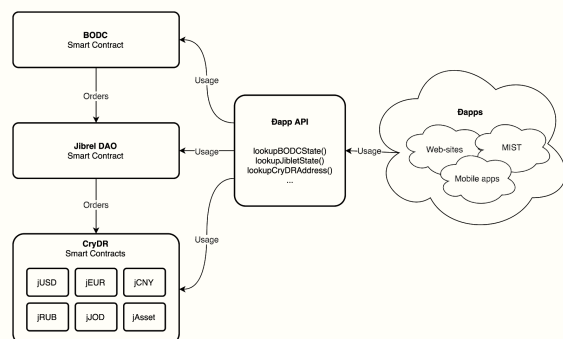 BODC
Smart Contract
Orders
Jibrel DAO
Smart Contract
Orders
CryDR
Smart Contracts
jUSD
jEUR
jCNY
jRUB
jJOD
jAsset
Usage
Usage
Usage
Đapp API
lookupBODCState()
lookupJibletState()
lookupCryDRAddress()
...
Usage
Đapps
Web-sites
MIST
Mobile apps